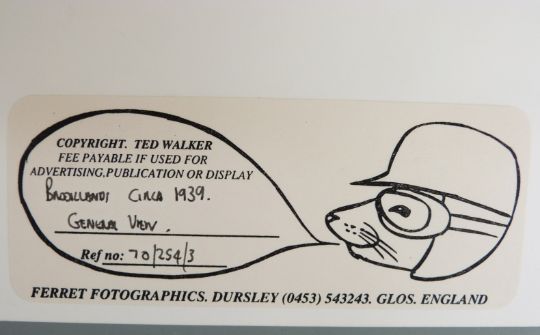 COPYRIGHT. TED WALKER
FEE PAYABLE IF USED FOR
ADVERTISING,PUBLICATION OR DISPLAY
BROOKLANDS CIRCA 1939.
GENERAL VIEW.
Ref no: 70/254/3
FERRET FOTOGRAPHICS. DURSLEY (0453) 543243. GLOS. ENGLAND